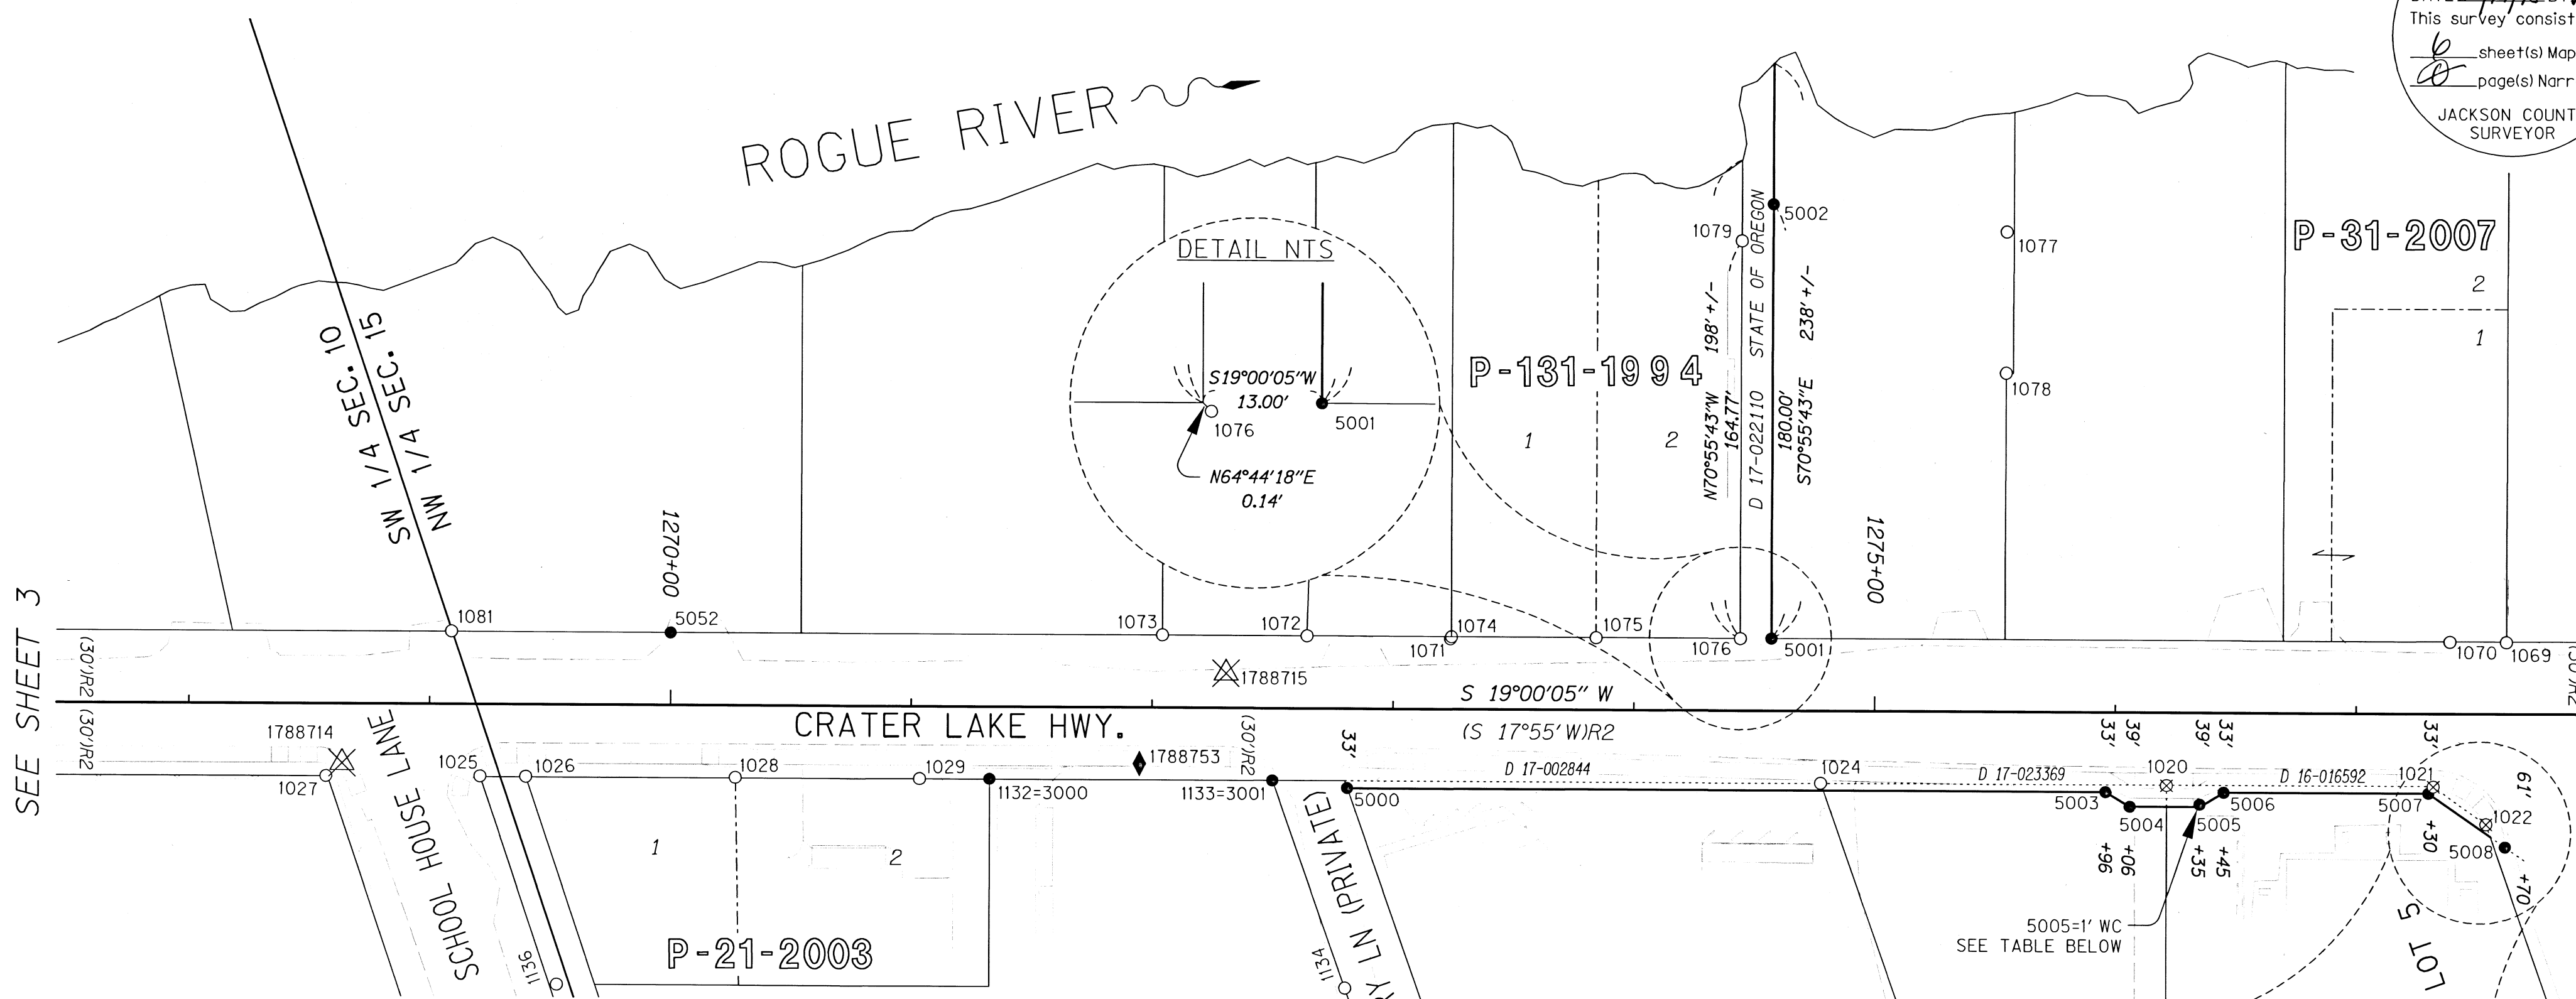 This survey consist
6 sheet(s) Map
0 page(s) Narr
JACKSON COUNT
SURVEYOR
ROGUE RIVER
P-31-2007
2
1
1077
1078
5002
1079
DETAIL NTS
S19°00'05"W
13.00'
1076
5001
N64°44'18"E
0.14'
P-131-1994
1
2
N70°55'43"W 198' +/-
164.77'
D 17-022110 STATE OF OREGON
180.00' 238' +/-
S70°55'43"E
SW 1/4 SEC. 10
NW 1/4 SEC. 15
1270+00
1275+00
SEE SHEET 3
1081
5052
1073
1072
1074
1071
1075
1076
5001
1070
1069
(30')R2
(30')R2
(30')R2
1788715
S 19°00'05" W
CRATER LAKE HWY.
(S 17°55' W)R2
(30')R2
33'
33'
39'
39'
33'
33'
61'
1788714
1027
SCHOOL HOUSE LANE
1025
1026
1028
1029
1132=3000
1788753
1133=3001
5000
D 17-002844
1024
D 17-023369
1020
D 16-016592
1021
5003
5004
5005
5006
5007
1022
5008
+96
+06
+35
+45
+30
+70
1
2
P-21-2003
1136
1134
RY LN (PRIVATE)
5005=1' WC
SEE TABLE BELOW
LOT 5